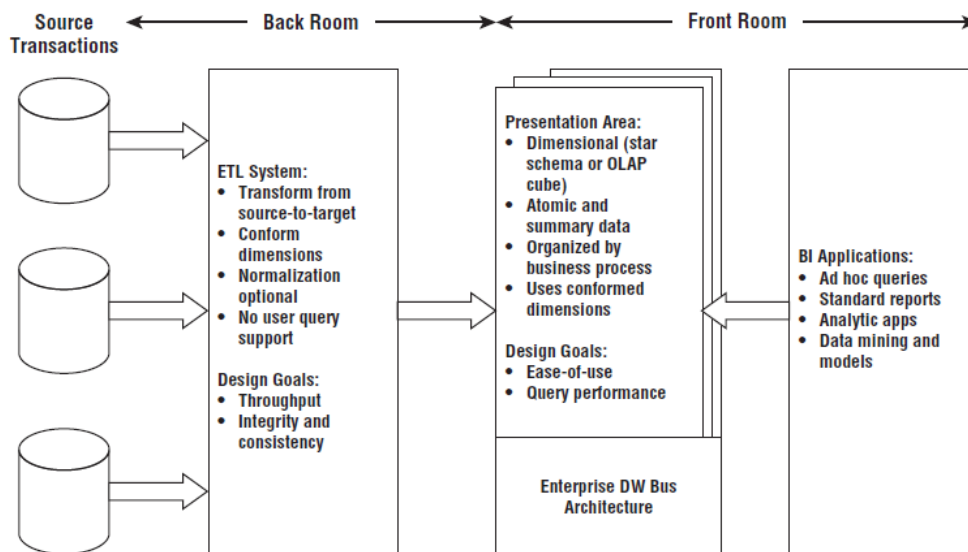 Source
Transactions
Back Room
Front Room
ETL System:
• Transform from
source-to-target
• Conform
dimensions
• Normalization
optional
• No user query
support
Design Goals:
• Throughput
• Integrity and
consistency
Presentation Area:
• Dimensional (star
schema or OLAP
cube)
• Atomic and
summary data
• Organized by
business process
• Uses conformed
dimensions
Design Goals:
• Ease-of-use
• Query performance
Enterprise DW Bus
Architecture
BI Applications:
• Ad hoc queries
• Standard reports
• Analytic apps
• Data mining and
models